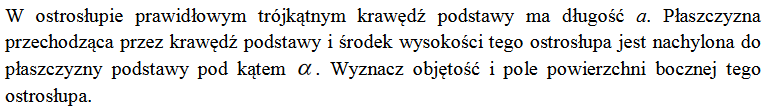 W ostrosłupie prawidłowym trójkątnym krawędź podstawy ma długość a. Płaszczyzna
przechodząca przez krawędź podstawy i środek wysokości tego ostrosłupa jest nachylona do
płaszczyzny podstawy pod kątem α. Wyznacz objętość i pole powierzchni bocznej tego
ostrosłupa.